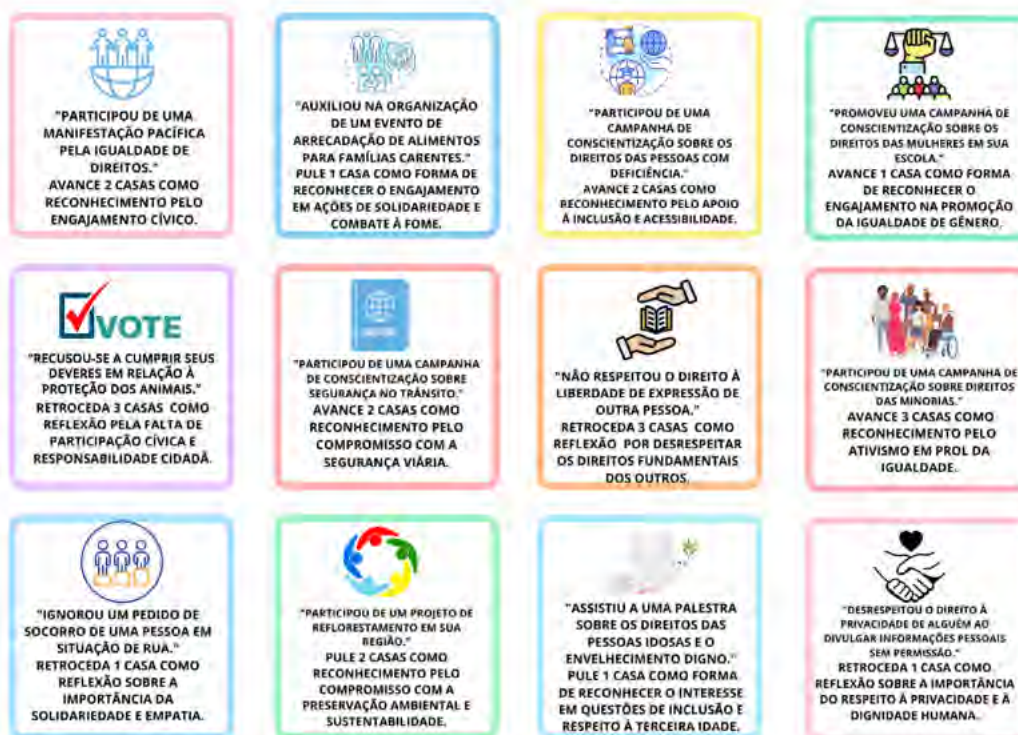 "PARTICIPOU DE UMA
MANIFESTAÇÃO PACÍFICA
PELA IGUALDADE DE
DIREITOS."
AVANCE 2 CASAS COMO
RECONHECIMENTO PELO
ENGAJAMENTO CÍVICO.
"AUXILIOU NA ORGANIZAÇÃO
DE UM EVENTO DE
ARRECADAÇÃO DE ALIMENTOS
PARA FAMÍLIAS CARENTES."
PULE 1 CASA COMO FORMA DE
RECONHECER O ENGAJAMENTO
EM AÇÕES DE SOLIDARIEDADE E
COMBATE À FOME.
"PARTICIPOU DE UMA
CAMPANHA DE
CONSCIENTIZAÇÃO SOBRE OS
DIREITOS DAS PESSOAS COM
DEFICIÊNCIA."
AVANCE 2 CASAS COMO
RECONHECIMENTO PELO APOIO
À INCLUSÃO E ACESSIBILIDADE.
"PROMOVEU UMA CAMPANHA DE
CONSCIENTIZAÇÃO SOBRE OS
DIREITOS DAS MULHERES EM SUA
ESCOLA."
AVANCE 1 CASA COMO FORMA
DE RECONHECER O
ENGAJAMENTO NA PROMOÇÃO
DA IGUALDADE DE GÊNERO.
VOTE
"RECUSOU-SE A CUMPRIR SEUS
DEVERES EM RELAÇÃO À
PROTEÇÃO DOS ANIMAIS."
RETROCEDA 3 CASAS COMO
REFLEXÃO PELA FALTA DE
PARTICIPAÇÃO CÍVICA E
RESPONSABILIDADE CIDADÃ.
"PARTICIPOU DE UMA CAMPANHA
DE CONSCIENTIZAÇÃO SOBRE
SEGURANÇA NO TRÂNSITO."
AVANCE 2 CASAS COMO
RECONHECIMENTO PELO
COMPROMISSO COM A
SEGURANÇA VIÁRIA.
"NÃO RESPEITOU O DIREITO À
LIBERDADE DE EXPRESSÃO DE
OUTRA PESSOA."
RETROCEDA 3 CASAS COMO
REFLEXÃO POR DESRESPEITAR
OS DIREITOS FUNDAMENTAIS
DOS OUTROS.
"PARTICIPOU DE UMA CAMPANHA DE
CONSCIENTIZAÇÃO SOBRE DIREITOS
DAS MINORIAS."
AVANCE 3 CASAS COMO
RECONHECIMENTO PELO
ATIVISMO EM PROL DA
IGUALDADE.
"IGNOROU UM PEDIDO DE
SOCORRO DE UMA PESSOA EM
SITUAÇÃO DE RUA."
RETROCEDA 1 CASA COMO
REFLEXÃO SOBRE A
IMPORTÂNCIA DA
SOLIDARIEDADE E EMPATIA.
"PARTICIPOU DE UM PROJETO DE
REFLORESTAMENTO EM SUA
REGIÃO."
PULE 2 CASAS COMO
RECONHECIMENTO PELO
COMPROMISSO COM A
PRESERVAÇÃO AMBIENTAL E
SUSTENTABILIDADE.
"ASSISTIU A UMA PALESTRA
SOBRE OS DIREITOS DAS
PESSOAS IDOSAS E O
ENVELHECIMENTO DIGNO."
PULE 1 CASA COMO FORMA
DE RECONHECER O INTERESSE
EM QUESTÕES DE INCLUSÃO E
RESPEITO À TERCEIRA IDADE.
"DESRESPEITOU O DIREITO À
PRIVACIDADE DE ALGUÉM AO
DIVULGAR INFORMAÇÕES PESSOAIS
SEM PERMISSÃO."
RETROCEDA 1 CASA COMO
REFLEXÃO SOBRE A IMPORTÂNCIA
DO RESPEITO À PRIVACIDADE E À
DIGNIDADE HUMANA.